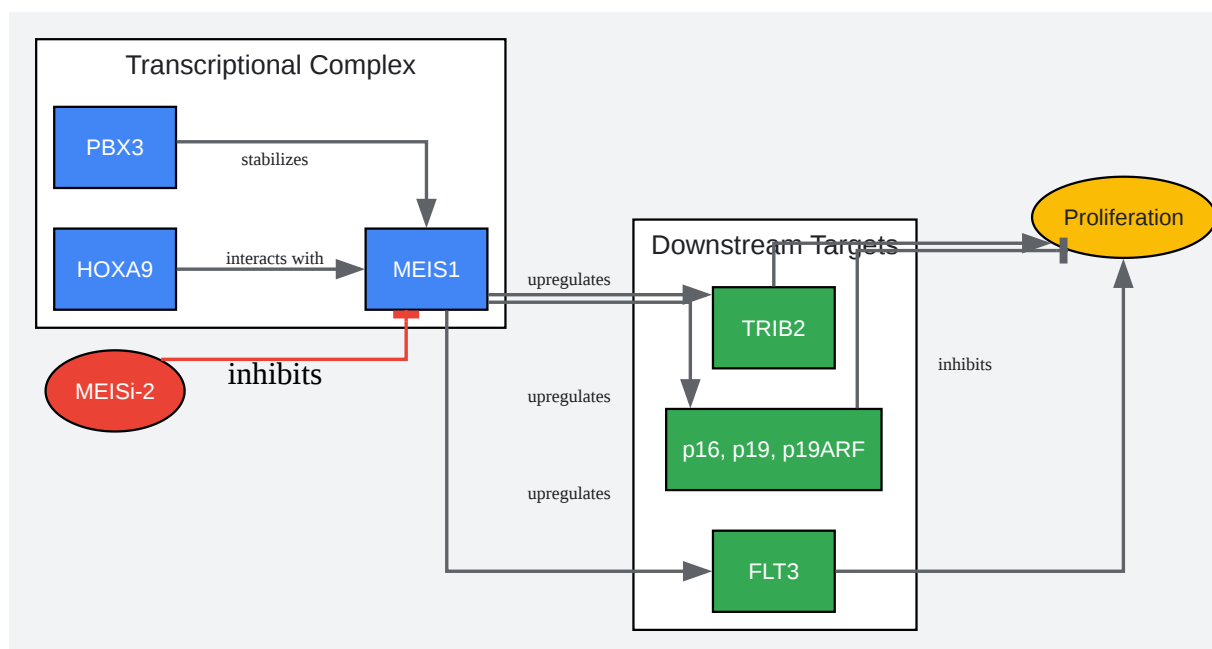 Transcriptional Complex
PBX3
stabilizes
HOXA9
interacts with
MEIS1
MEISi-2
inhibits
upregulates
upregulates
upregulates
Downstream Targets
TRIB2
p16, p19, p19ARF
FLT3
inhibits
Proliferation